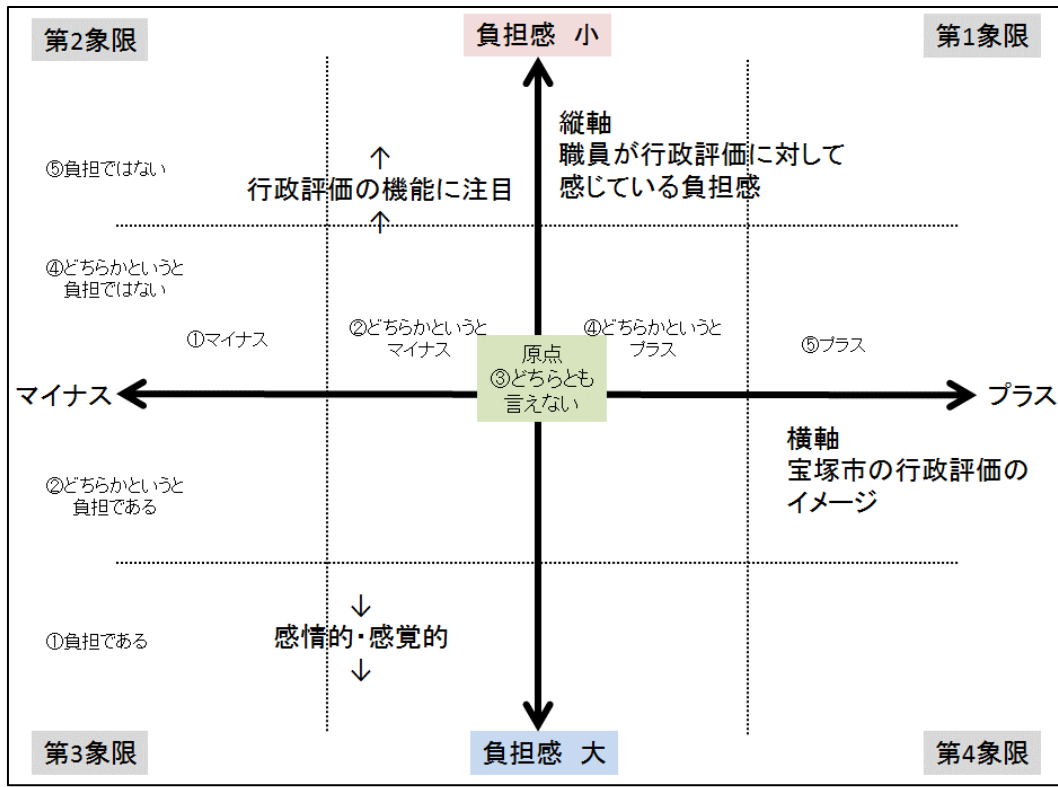 第2象限
負担感 小
第1象限
縦軸
職員が行政評価に対して
感じている負担感
⑤負担ではない
↑
行政評価の機能に注目
↑
④どちらかというと
負担ではない
①マイナス
②どちらかというと
マイナス
原点
③どちらとも
言えない
④どちらかというと
プラス
⑤プラス
マイナス
プラス
横軸
宝塚市の行政評価の
イメージ
②どちらかというと
負担である
↓
感情的・感覚的
↓
①負担である
第3象限
負担感 大
第4象限